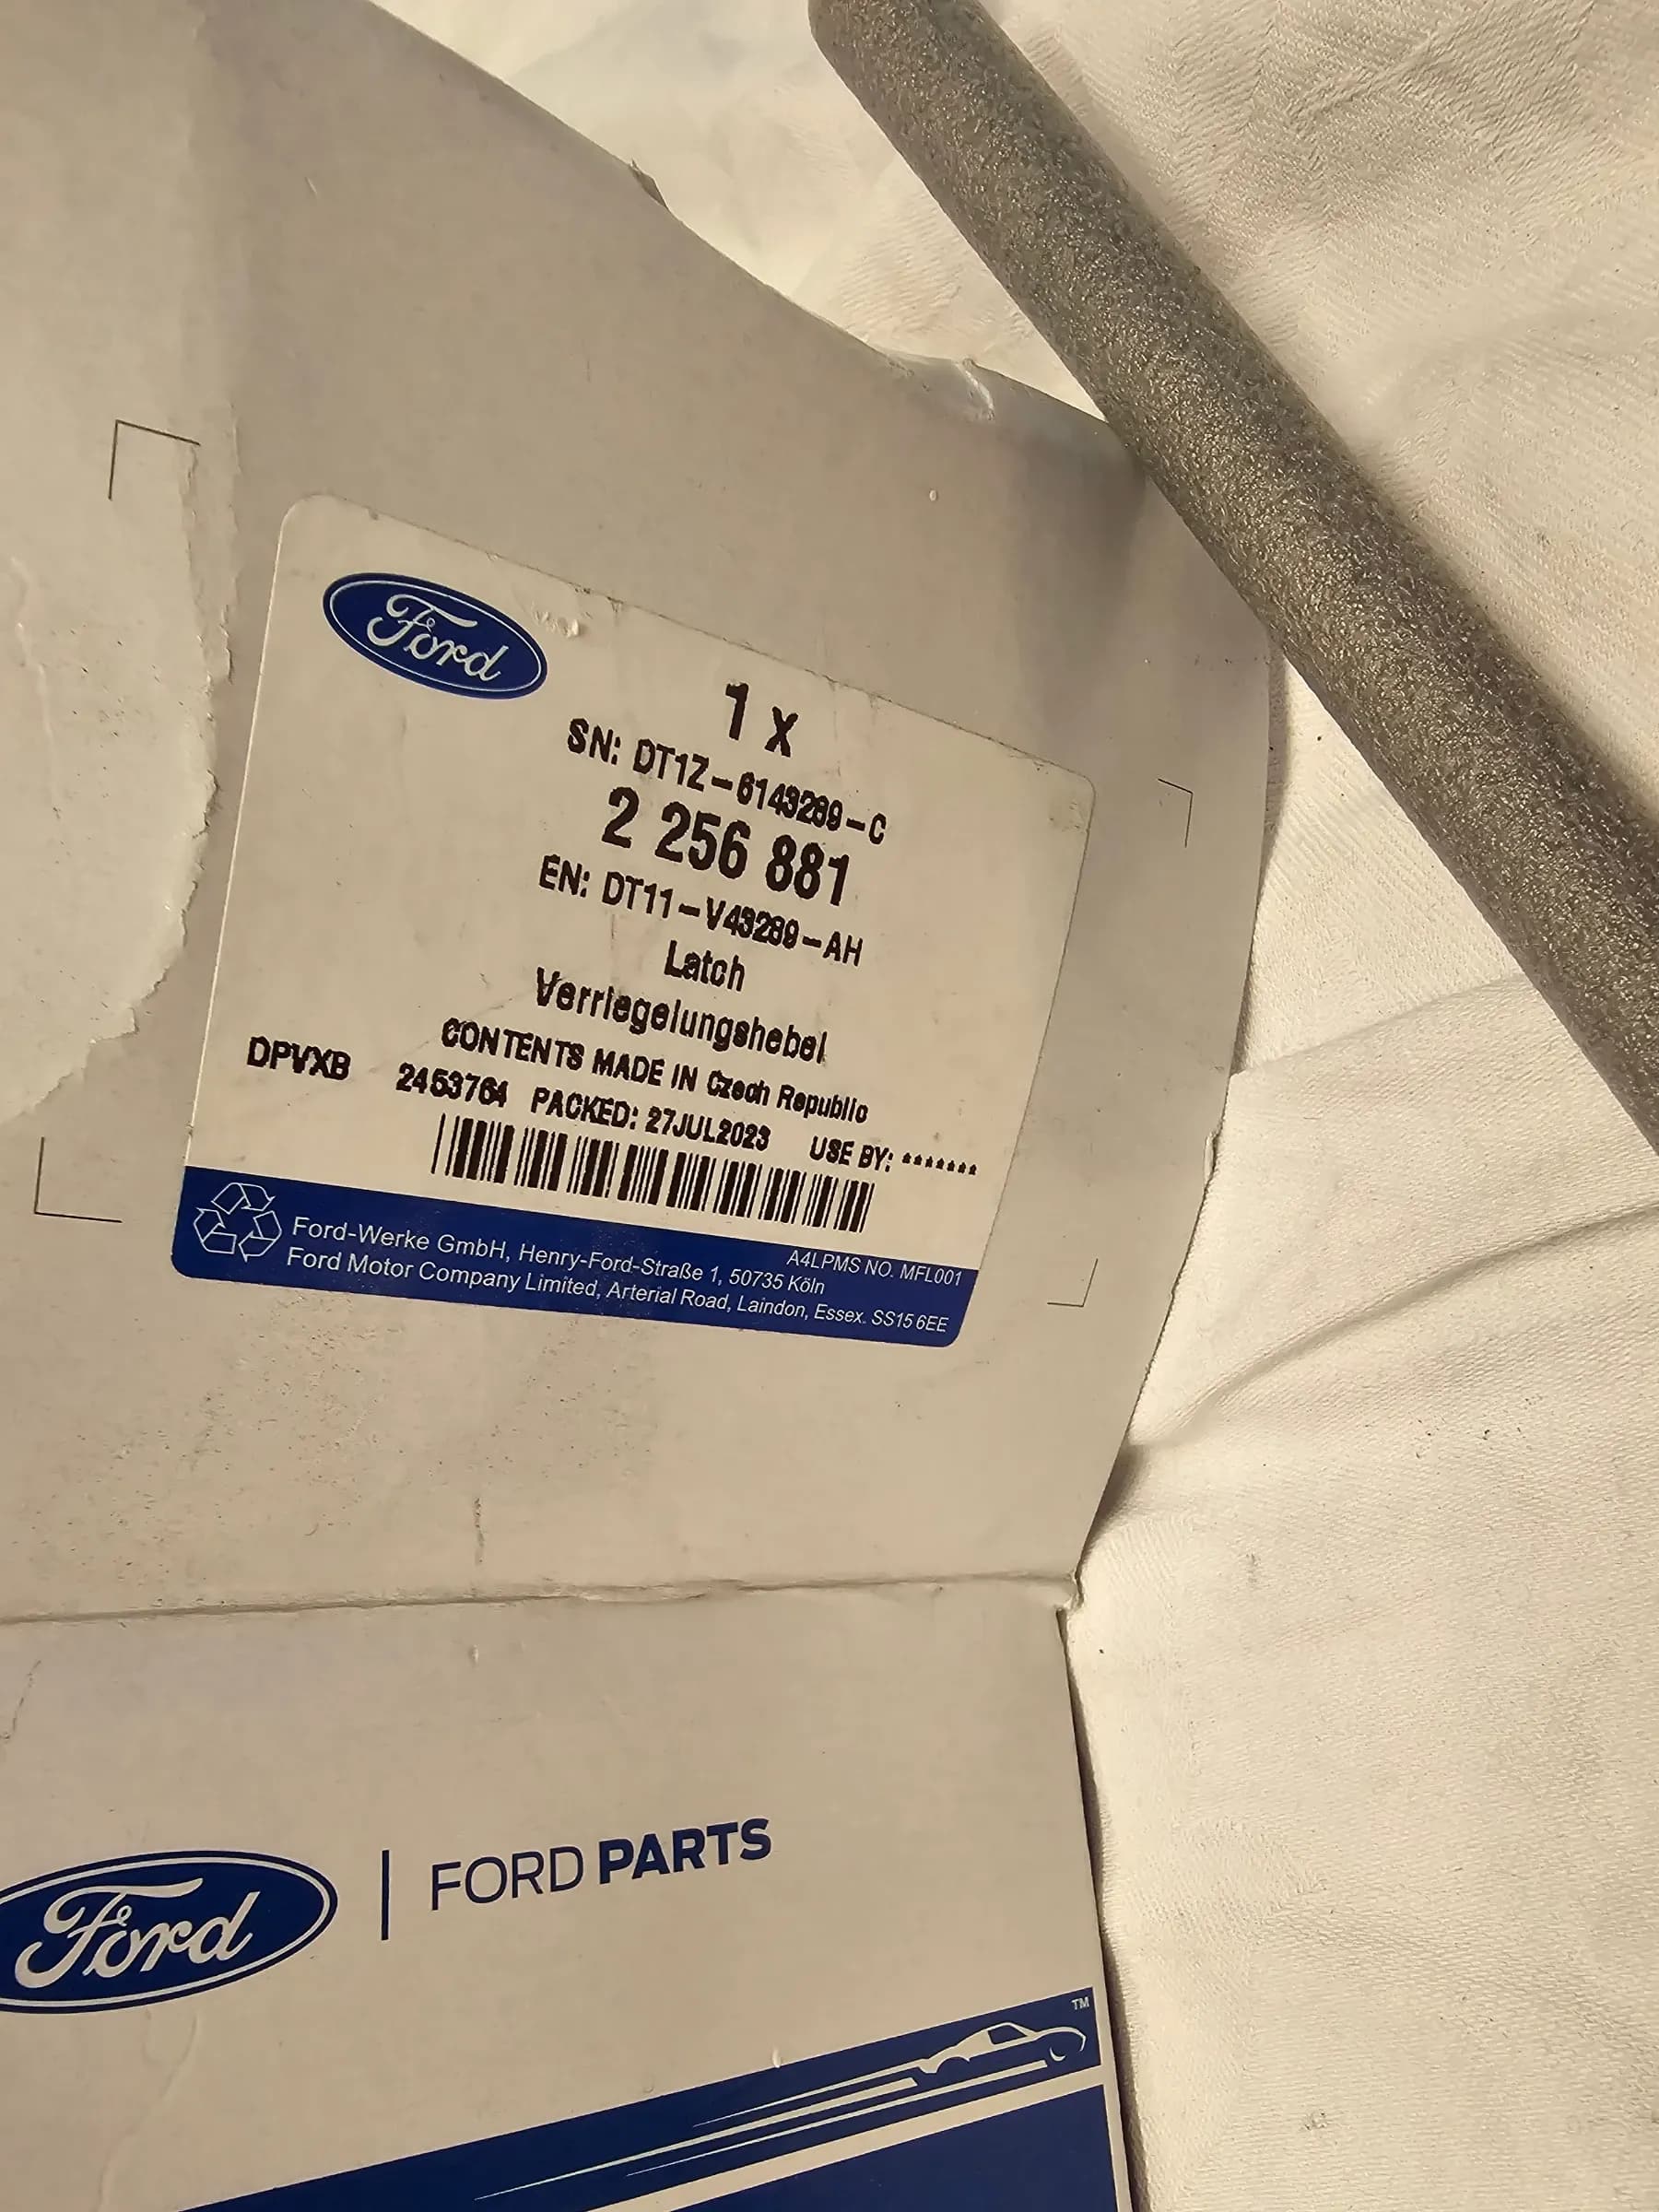 Ford
1 x
SN: DT1Z-6143289-C
2 256 881
EN: DT11-V43289-AH
Latch
Verriegelungshebel
CONTENTS MADE IN Czech Republic
DPVXB 2453764 PACKED: 27JUL2023 USE BY: *******
A4LPMS NO. MFL001
Ford-Werke GmbH, Henry-Ford-Straße 1, 50735 Köln
Ford Motor Company Limited, Arterial Road, Laindon, Essex. SS15 6EE
Ford | FORD PARTS
TM